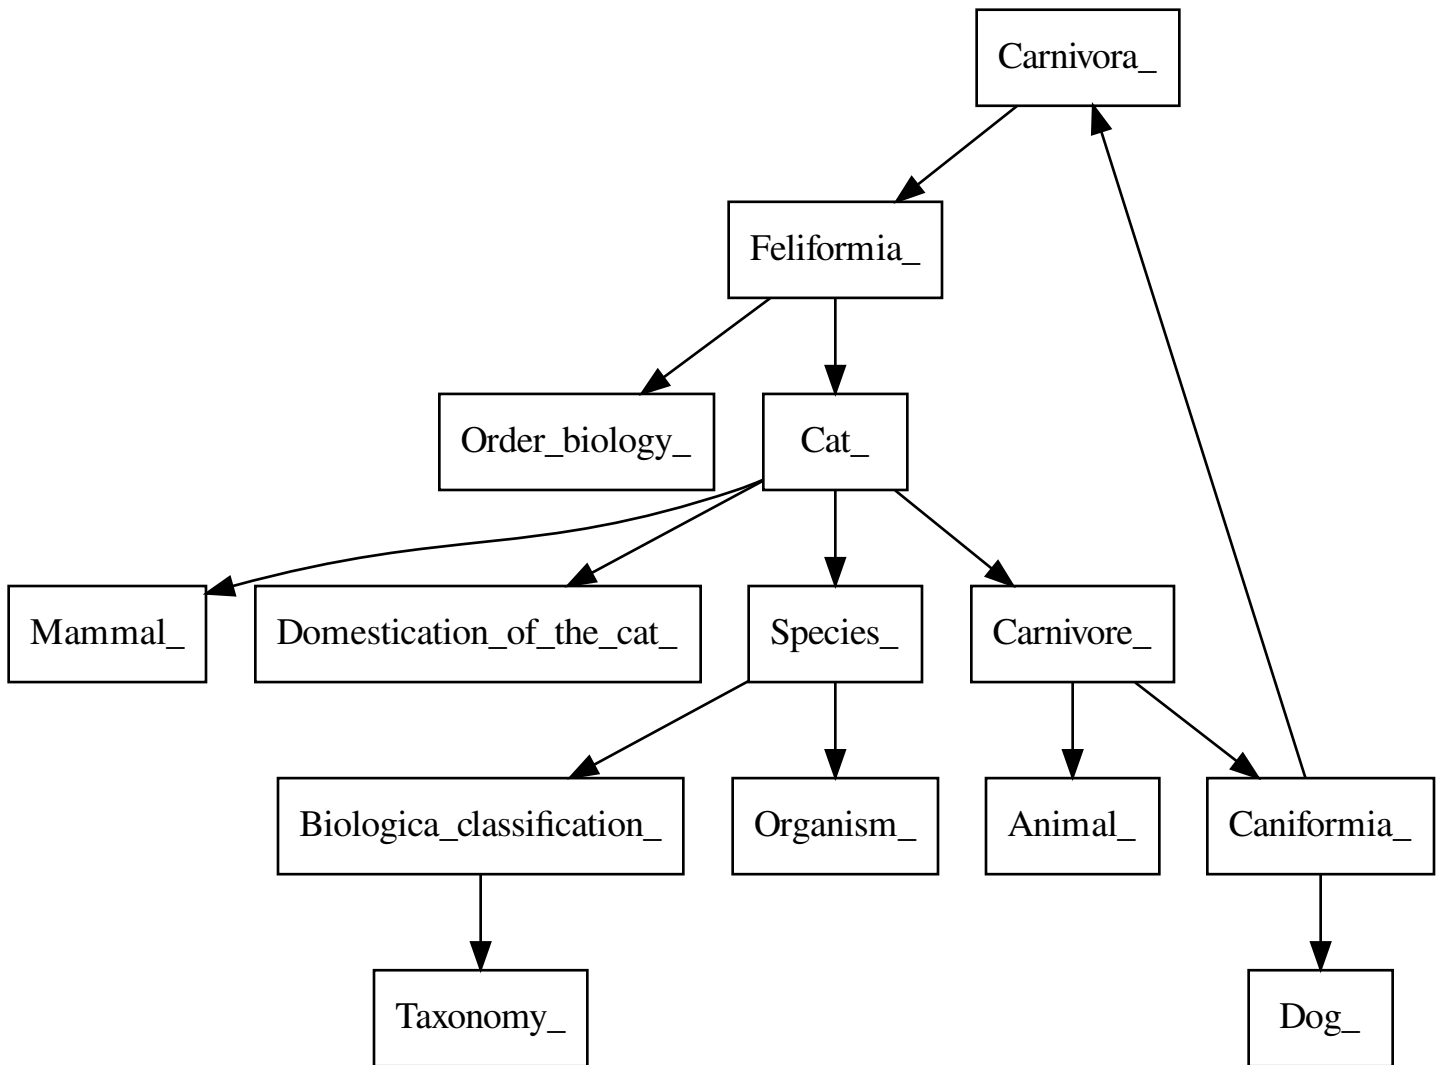 Carnivora_
Feliformia_
Order_biology_
Cat_
Mammal_
Domestication_of_the_cat_
Species_
Carnivore_
Biologica_classification_
Organism_
Animal_
Caniformia_
Taxonomy_
Dog_